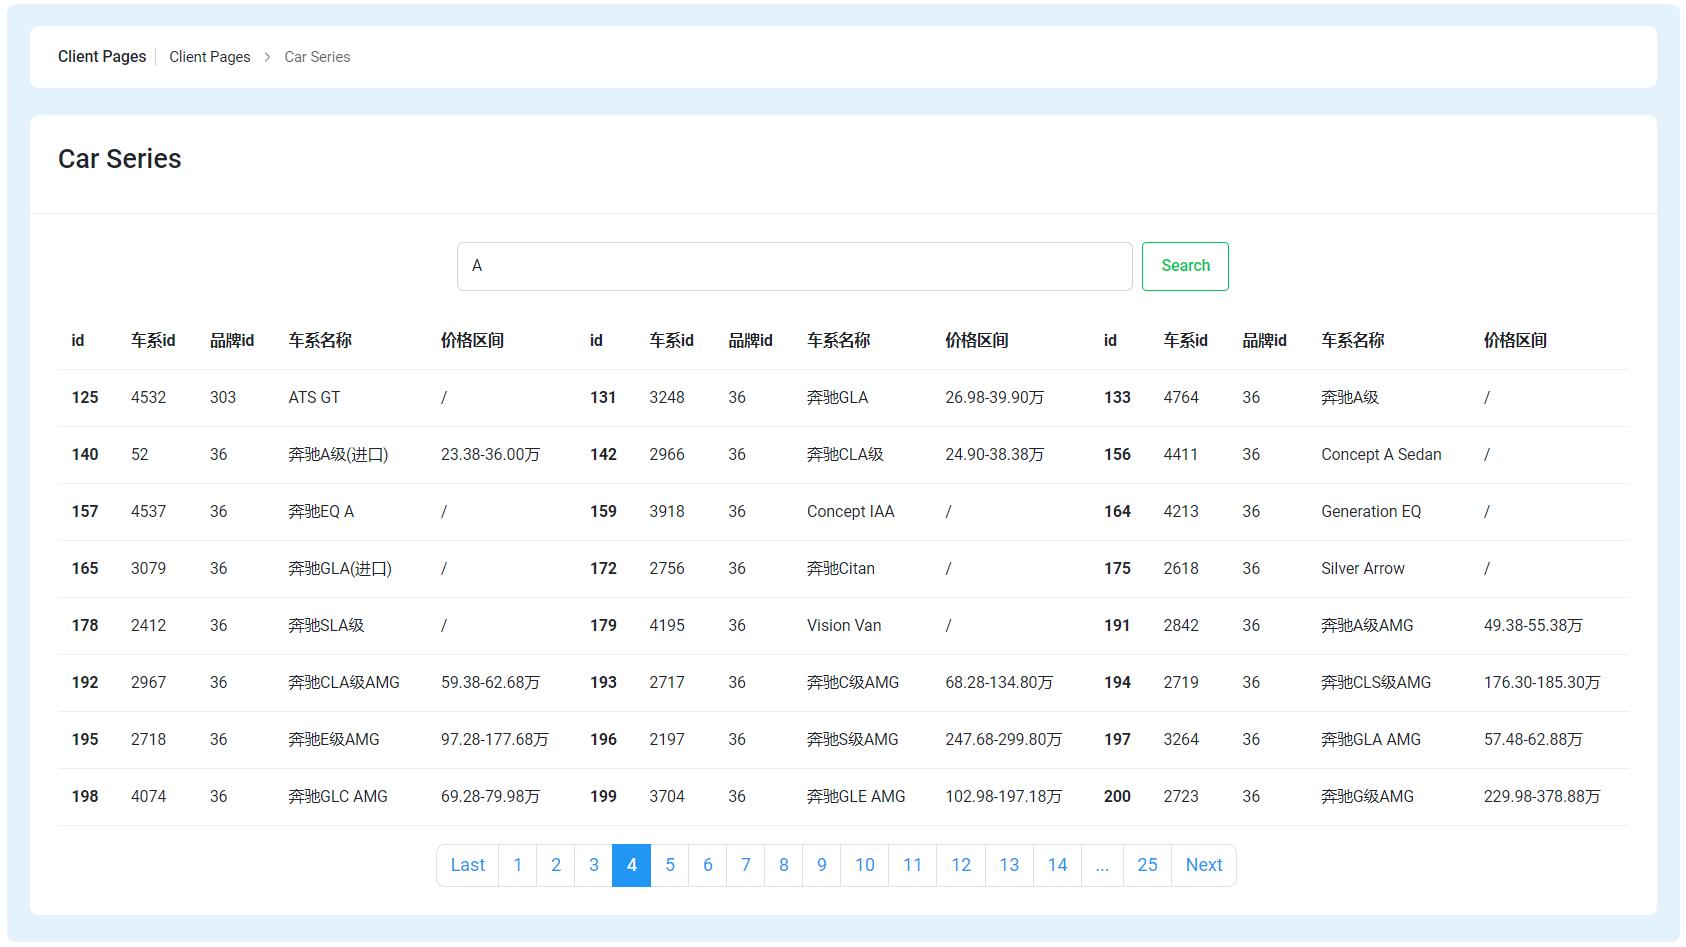 Client Pages Client Pages > Car Series
Car Series
A Search
id 车系id 品牌id 车系名称 价格区间 id 车系id 品牌id 车系名称 价格区间 id 车系id 品牌id 车系名称 价格区间
125 4532 303 ATS GT / 131 3248 36 奔驰GLA 26.98-39.90万 133 4764 36 奔驰A级 /
140 52 36 奔驰A级(进口) 23.38-36.00万 142 2966 36 奔驰CLA级 24.90-38.38万 156 4411 36 Concept A Sedan /
157 4537 36 奔驰EQ A / 159 3918 36 Concept IAA / 164 4213 36 Generation EQ /
165 3079 36 奔驰GLA(进口) / 172 2756 36 奔驰Citan / 175 2618 36 Silver Arrow /
178 2412 36 奔驰SLA级 / 179 4195 36 Vision Van / 191 2842 36 奔驰A级AMG 49.38-55.38万
192 2967 36 奔驰CLA级AMG 59.38-62.68万 193 2717 36 奔驰C级AMG 68.28-134.80万 194 2719 36 奔驰CLS级AMG 176.30-185.30万
195 2718 36 奔驰E级AMG 97.28-177.68万 196 2197 36 奔驰S级AMG 247.68-299.80万 197 3264 36 奔驰GLA AMG 57.48-62.88万
198 4074 36 奔驰GLC AMG 69.28-79.98万 199 3704 36 奔驰GLE AMG 102.98-197.18万 200 2723 36 奔驰G级AMG 229.98-378.88万
Last 1 2 3 4 5 6 7 8 9 10 11 12 13 14 ... 25 Next